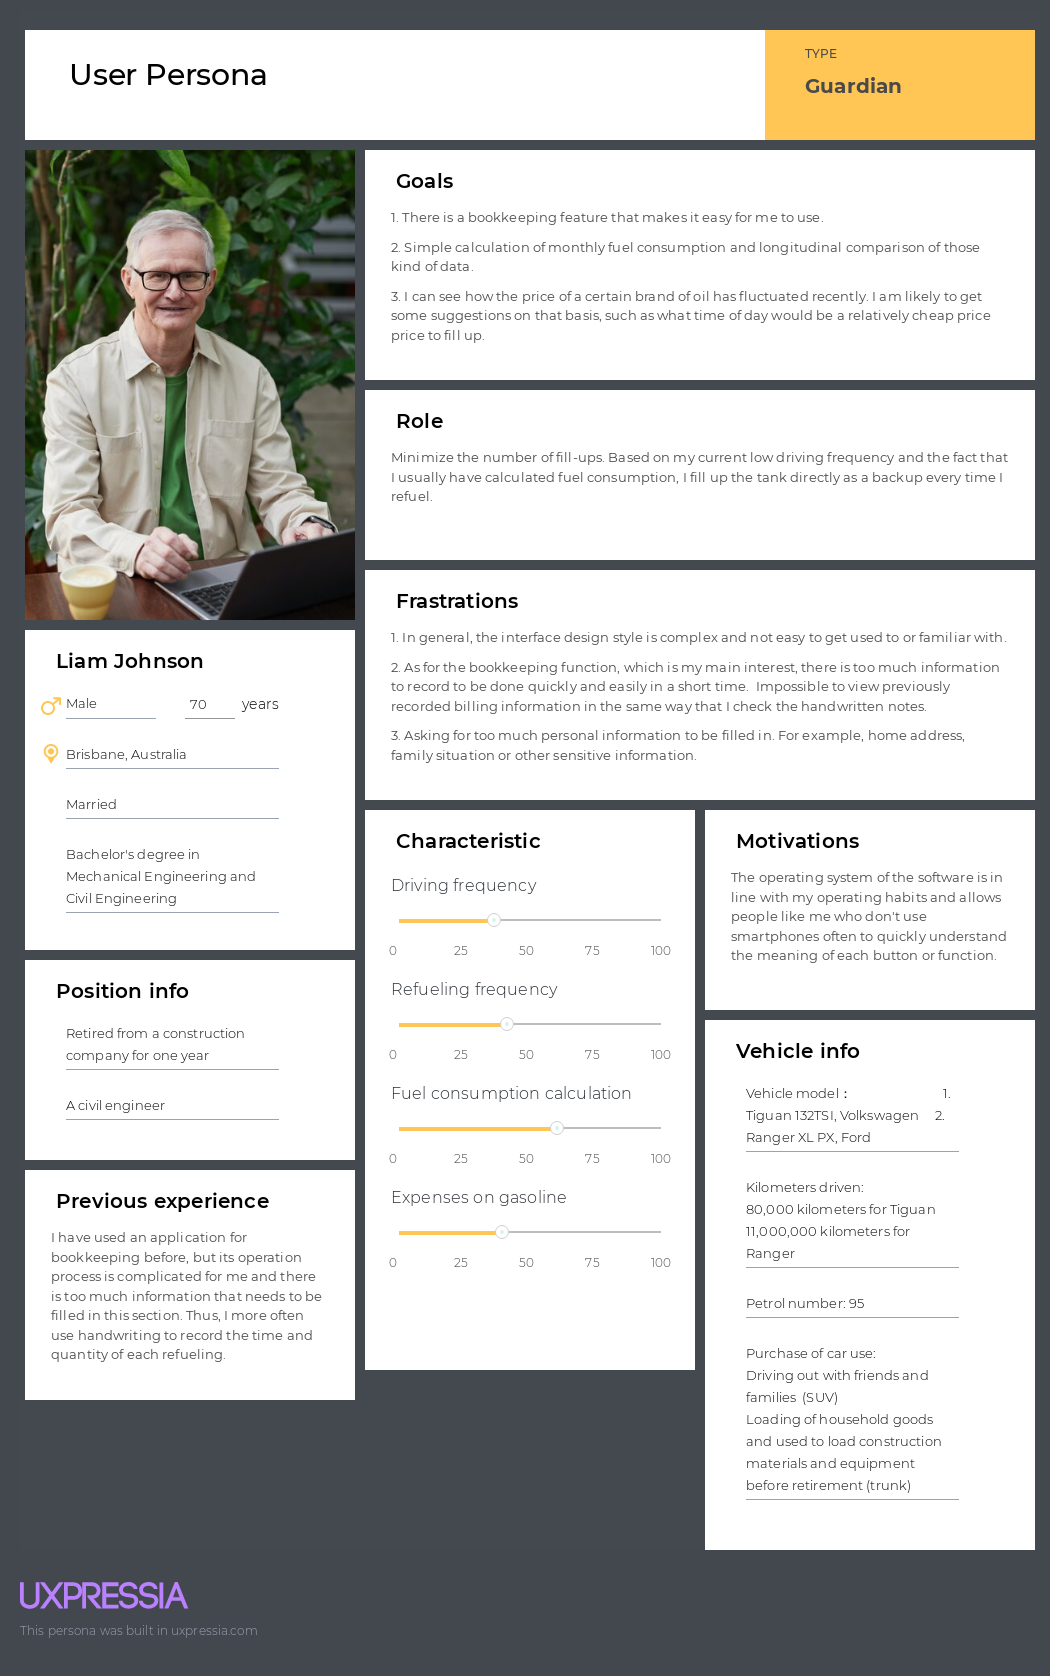 User Persona
TYPE
Guardian
Goals
1. There is a bookkeeping feature that makes it easy for me to use.
2. Simple calculation of monthly fuel consumption and longitudinal comparison of those
kind of data.
3. I can see how the price of a certain brand of oil has fluctuated recently. I am likely to get
some suggestions on that basis, such as what time of day would be a relatively cheap price
price to fill up.
Role
Minimize the number of fill-ups. Based on my current low driving frequency and the fact that
I usually have calculated fuel consumption, I fill up the tank directly as a backup every time I
refuel.
Frastrations
1. In general, the interface design style is complex and not easy to get used to or familiar with.
2. As for the bookkeeping function, which is my main interest, there is too much information
to record to be done quickly and easily in a short time.  Impossible to view previously
recorded billing information in the same way that I check the handwritten notes.
3. Asking for too much personal information to be filled in. For example, home address,
family situation or other sensitive information.
Liam Johnson
Male 70 years
Brisbane, Australia
Married
Bachelor's degree in
Mechanical Engineering and
Civil Engineering
Position info
Retired from a construction
company for one year
A civil engineer
Previous experience
I have used an application for
bookkeeping before, but its operation
process is complicated for me and there
is too much information that needs to be
filled in this section. Thus, I more often
use handwriting to record the time and
quantity of each refueling.
Characteristic
Driving frequency
0 25 50 75 100
Refueling frequency
0 25 50 75 100
Fuel consumption calculation
0 25 50 75 100
Expenses on gasoline
0 25 50 75 100
Motivations
The operating system of the software is in
line with my operating habits and allows
people like me who don't use
smartphones often to quickly understand
the meaning of each button or function.
Vehicle info
Vehicle model： 1.
Tiguan 132TSI, Volkswagen 2.
Ranger XL PX, Ford
Kilometers driven:
80,000 kilometers for Tiguan
11,000,000 kilometers for
Ranger
Petrol number: 95
Purchase of car use:
Driving out with friends and
families  (SUV)
Loading of household goods
and used to load construction
materials and equipment
before retirement (trunk)
UXPRESSIA
This persona was built in uxpressia.com